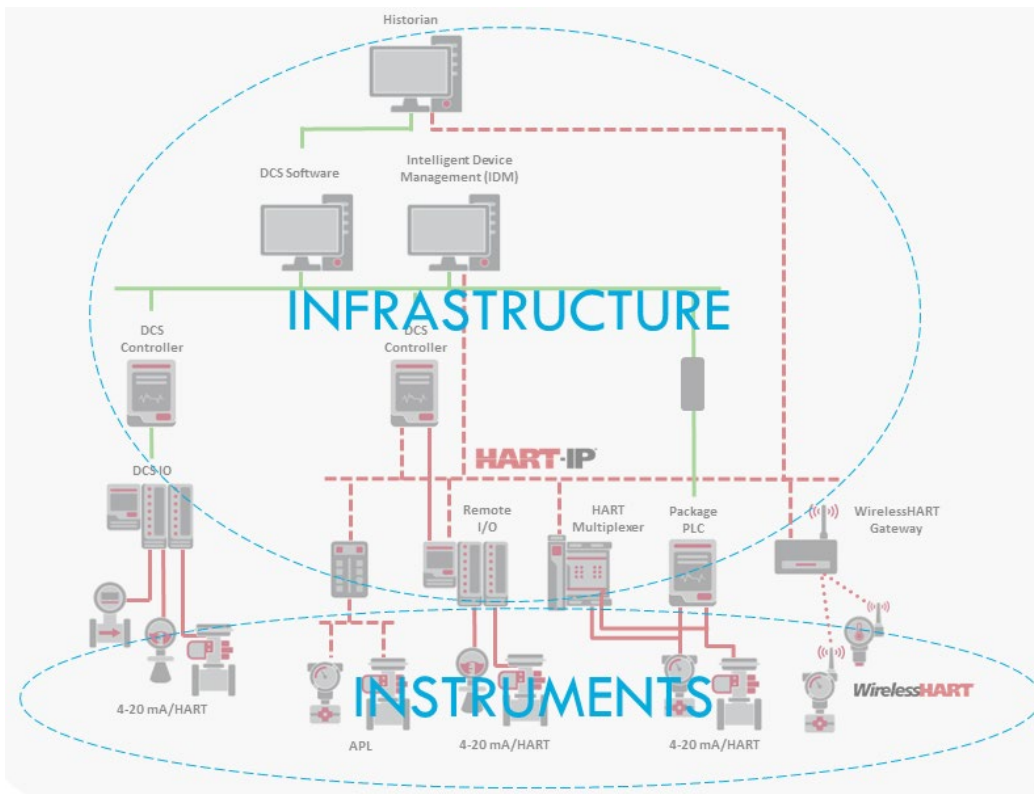 Historian
DCS Software
Intelligent Device
Management (IDM)
INFRASTRUCTURE
DCS
Controller
DCS
Controller
HART-IP
DCS IO
Remote
I/O
HART
Multiplexer
Package
PLC
WirelessHART
Gateway
INSTRUMENTS
WirelessHART
4-20 mA/HART
APL
4-20 mA/HART
4-20 mA/HART